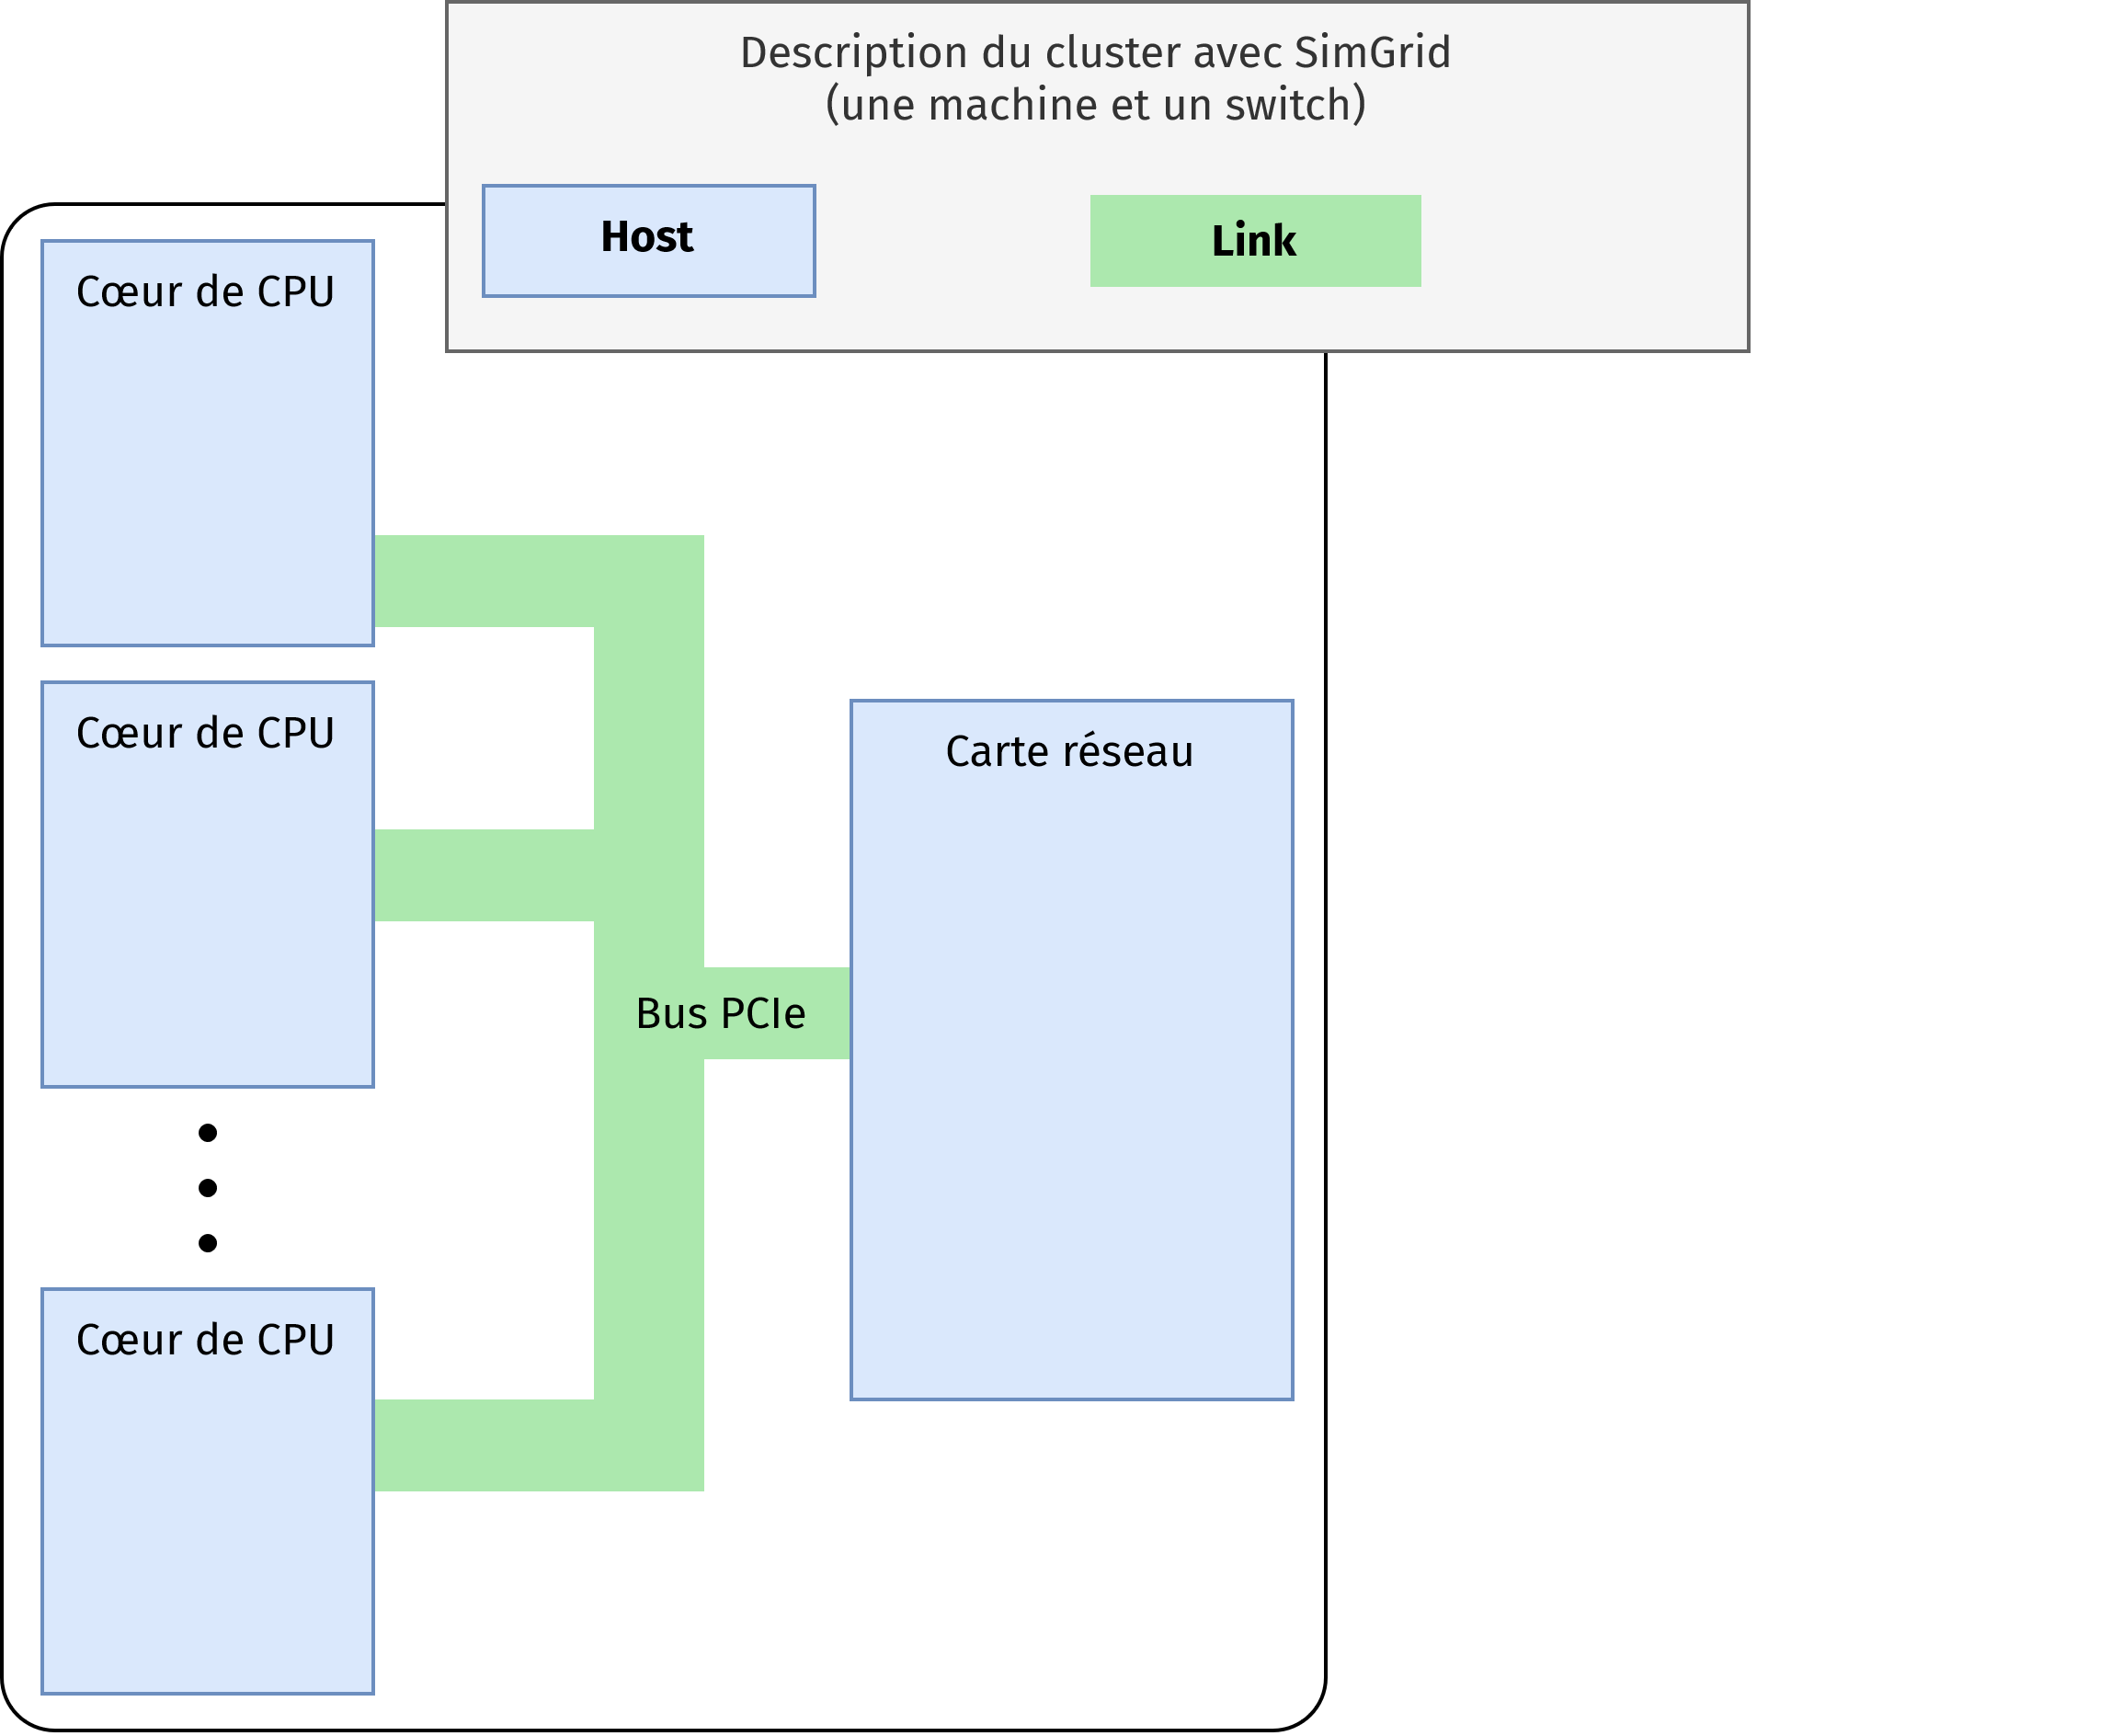 Description du cluster avec SimGrid
(une machine et un switch)
Host
Link
Cœur de CPU
Cœur de CPU
Carte réseau
Bus PCIe
Cœur de CPU